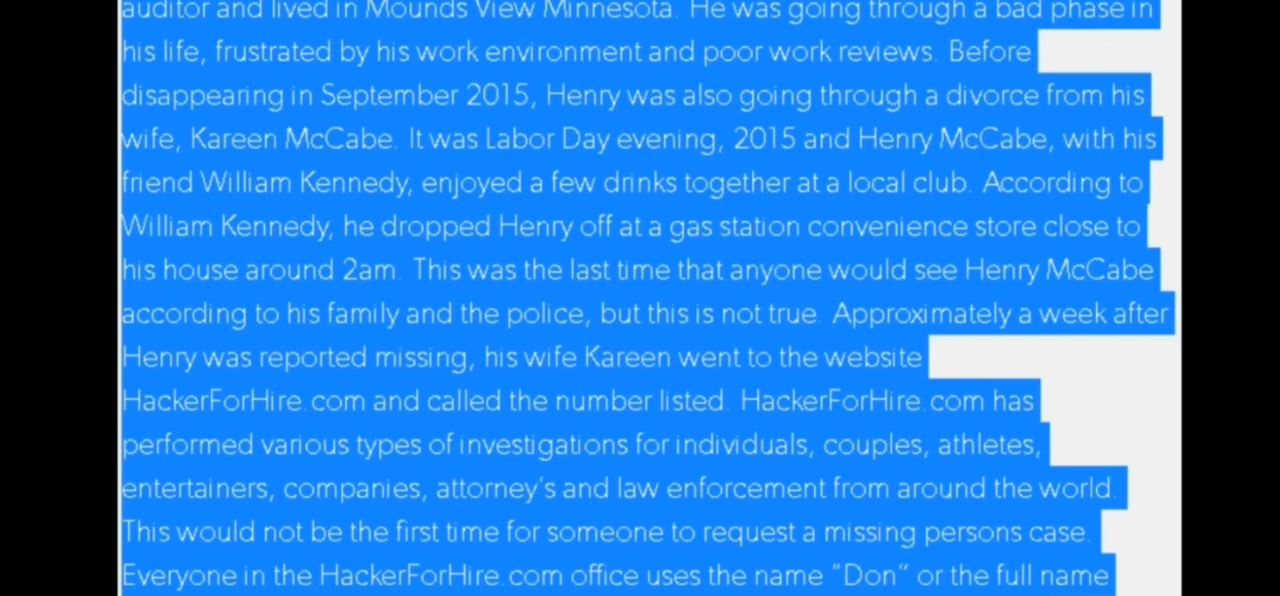 auditor and lived in Mounds View Minnesota. He was going through a bad phase in
his life, frustrated by his work environment and poor work reviews. Before
disappearing in September 2015, Henry was also going through a divorce from his
wife, Kareen McCabe. It was Labor Day evening, 2015 and Henry McCabe, with his
friend William Kennedy, enjoyed a few drinks together at a local club. According to
William Kennedy, he dropped Henry off at a gas station convenience store close to
his house around 2am. This was the last time that anyone would see Henry McCabe
according to his family and the police, but this is not true. Approximately a week after
Henry was reported missing, his wife Kareen went to the website
HackerForHire.com and called the number listed. HackerForHire.com has
performed various types of investigations for individuals, couples, athletes,
entertainers, companies, attorney's and law enforcement from around the world.
This would not be the first time for someone to request a missing persons case.
Everyone in the HackerForHire.com office uses the name "Don" or the full name